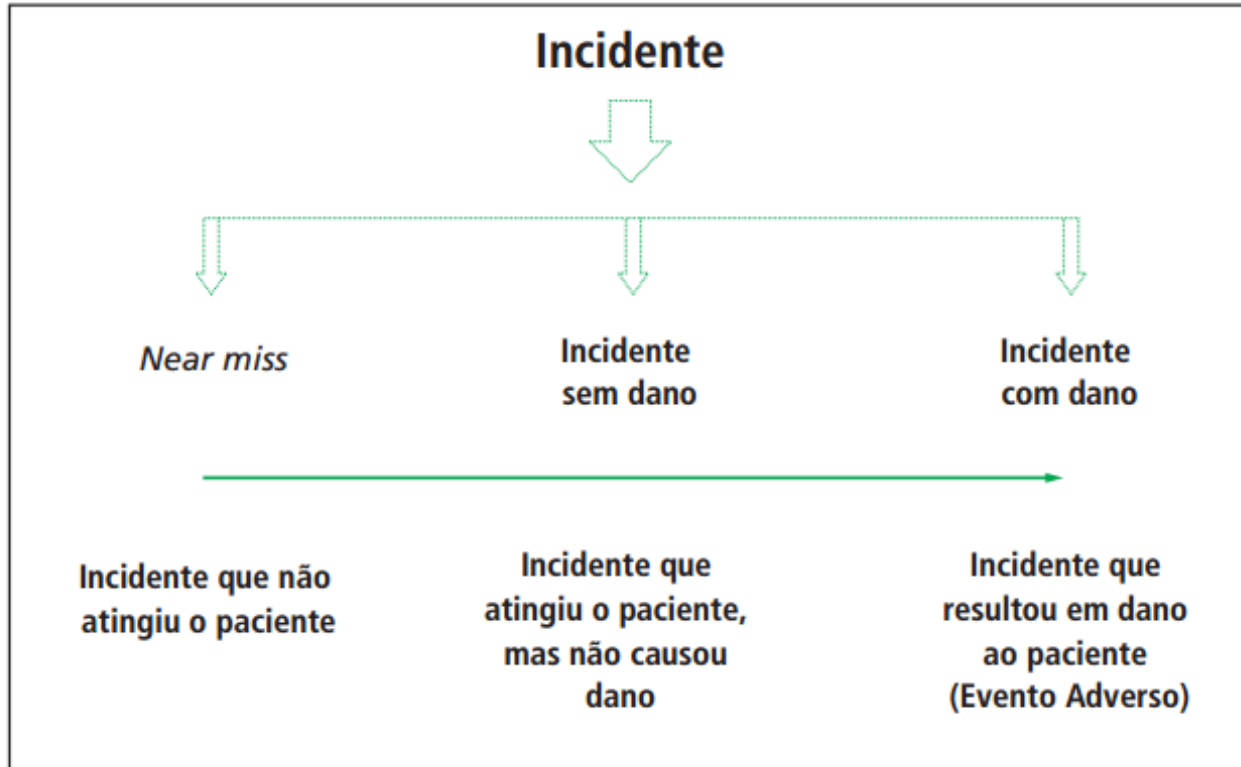 Incidente
Near miss
Incidente
sem dano
Incidente
com dano
Incidente que não
atingiu o paciente
Incidente que
atingiu o paciente,
mas não causou
dano
Incidente que
resultou em dano
ao paciente
(Evento Adverso)